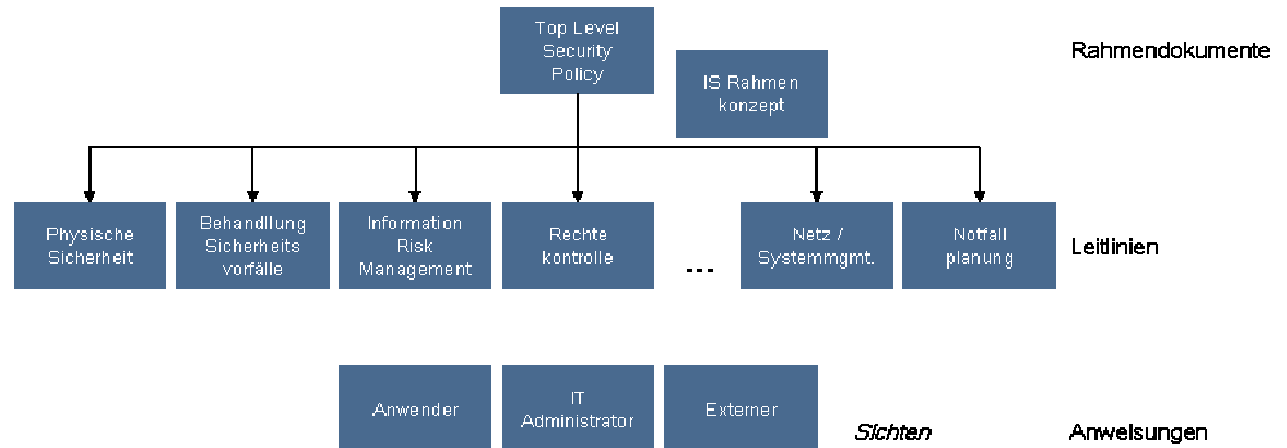 Top Level
Security
Policy
IS Rahmen
konzept
Rahmendokumente
Physische
Sicherheit
Behandllung
Sicherheits
vorfälle
Information
Risk
Management
Rechte
kontrolle
...
Netz /
Systemmgmt.
Notfall
planung
Leitlinien
Anwender
IT
Administrator
Externer
Sichten
Anweisungen